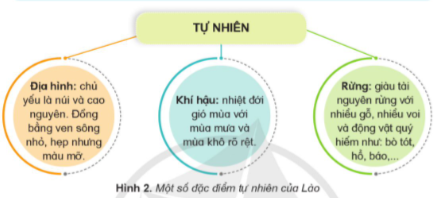 TỰ NHIÊN
Địa hình: chủ
yếu là núi và cao
nguyên. Đồng
bằng ven sông
nhỏ, hẹp nhưng
màu mỡ.
Khí hậu: nhiệt đới
gió mùa với
mùa mưa và
mùa khô rõ rệt.
Rừng: giàu tài
nguyên rừng với
nhiều gỗ, nhiều voi
và động vật quý
hiếm như: bò tót,
hổ, báo,...
Hình 2. Một số đặc điểm tự nhiên của Lào